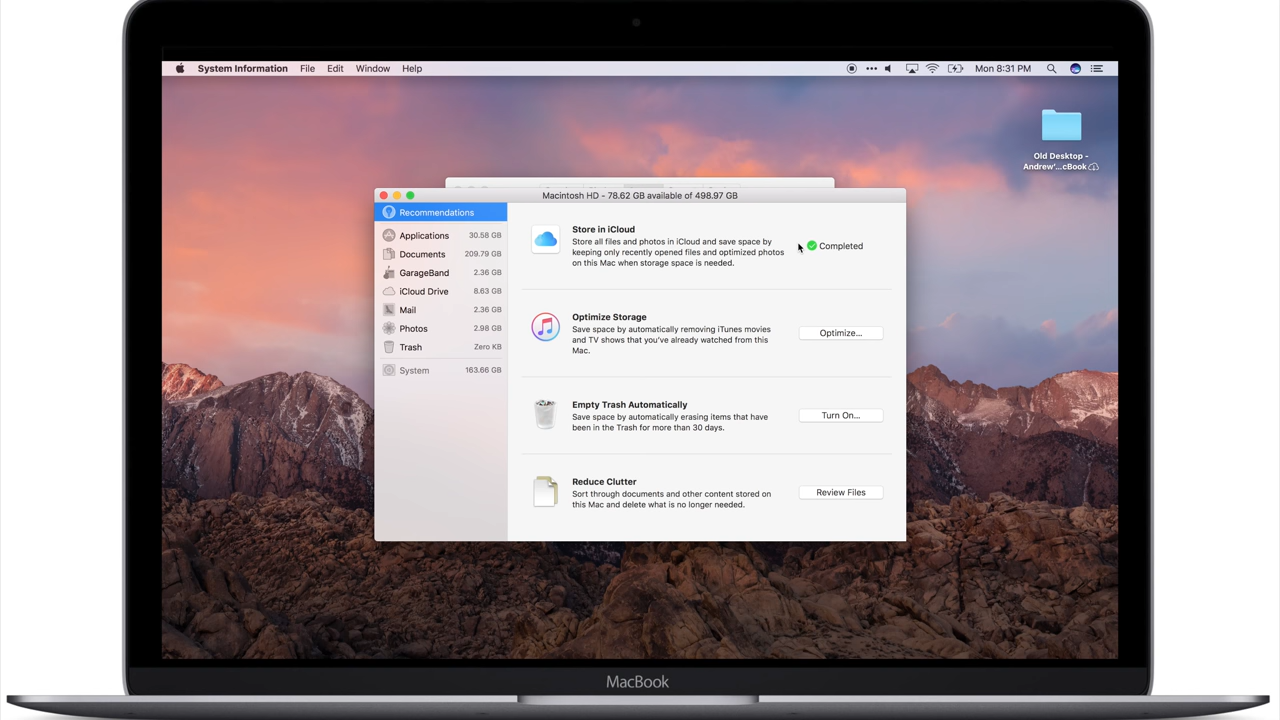 System Information File Edit Window Help Mon 8:31 PM
Old Desktop -
Andrew'...cBook
Macintosh HD - 78.62 GB available of 498.97 GB
Recommendations
Applications 30.58 GB
Documents 209.79 GB
GarageBand 2.36 GB
iCloud Drive 8.63 GB
Mail 2.36 GB
Photos 2.98 GB
Trash Zero KB
System 163.66 GB
Store in iCloud
Store all files and photos in iCloud and save space by
keeping only recently opened files and optimized photos
on this Mac when storage space is needed.
Completed
Optimize Storage
Save space by automatically removing iTunes movies
and TV shows that you've already watched from this
Mac.
Optimize...
Empty Trash Automatically
Save space by automatically erasing items that have
been in the Trash for more than 30 days.
Turn On...
Reduce Clutter
Sort through documents and other content stored on
this Mac and delete what is no longer needed.
Review Files
MacBook